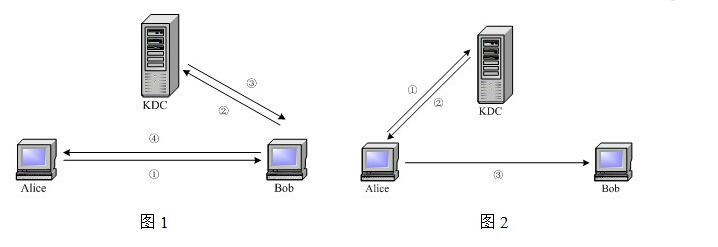 KDC
③
②
④
①
Alice
Bob
图 1
KDC
①
②
③
Alice
Bob
图 2